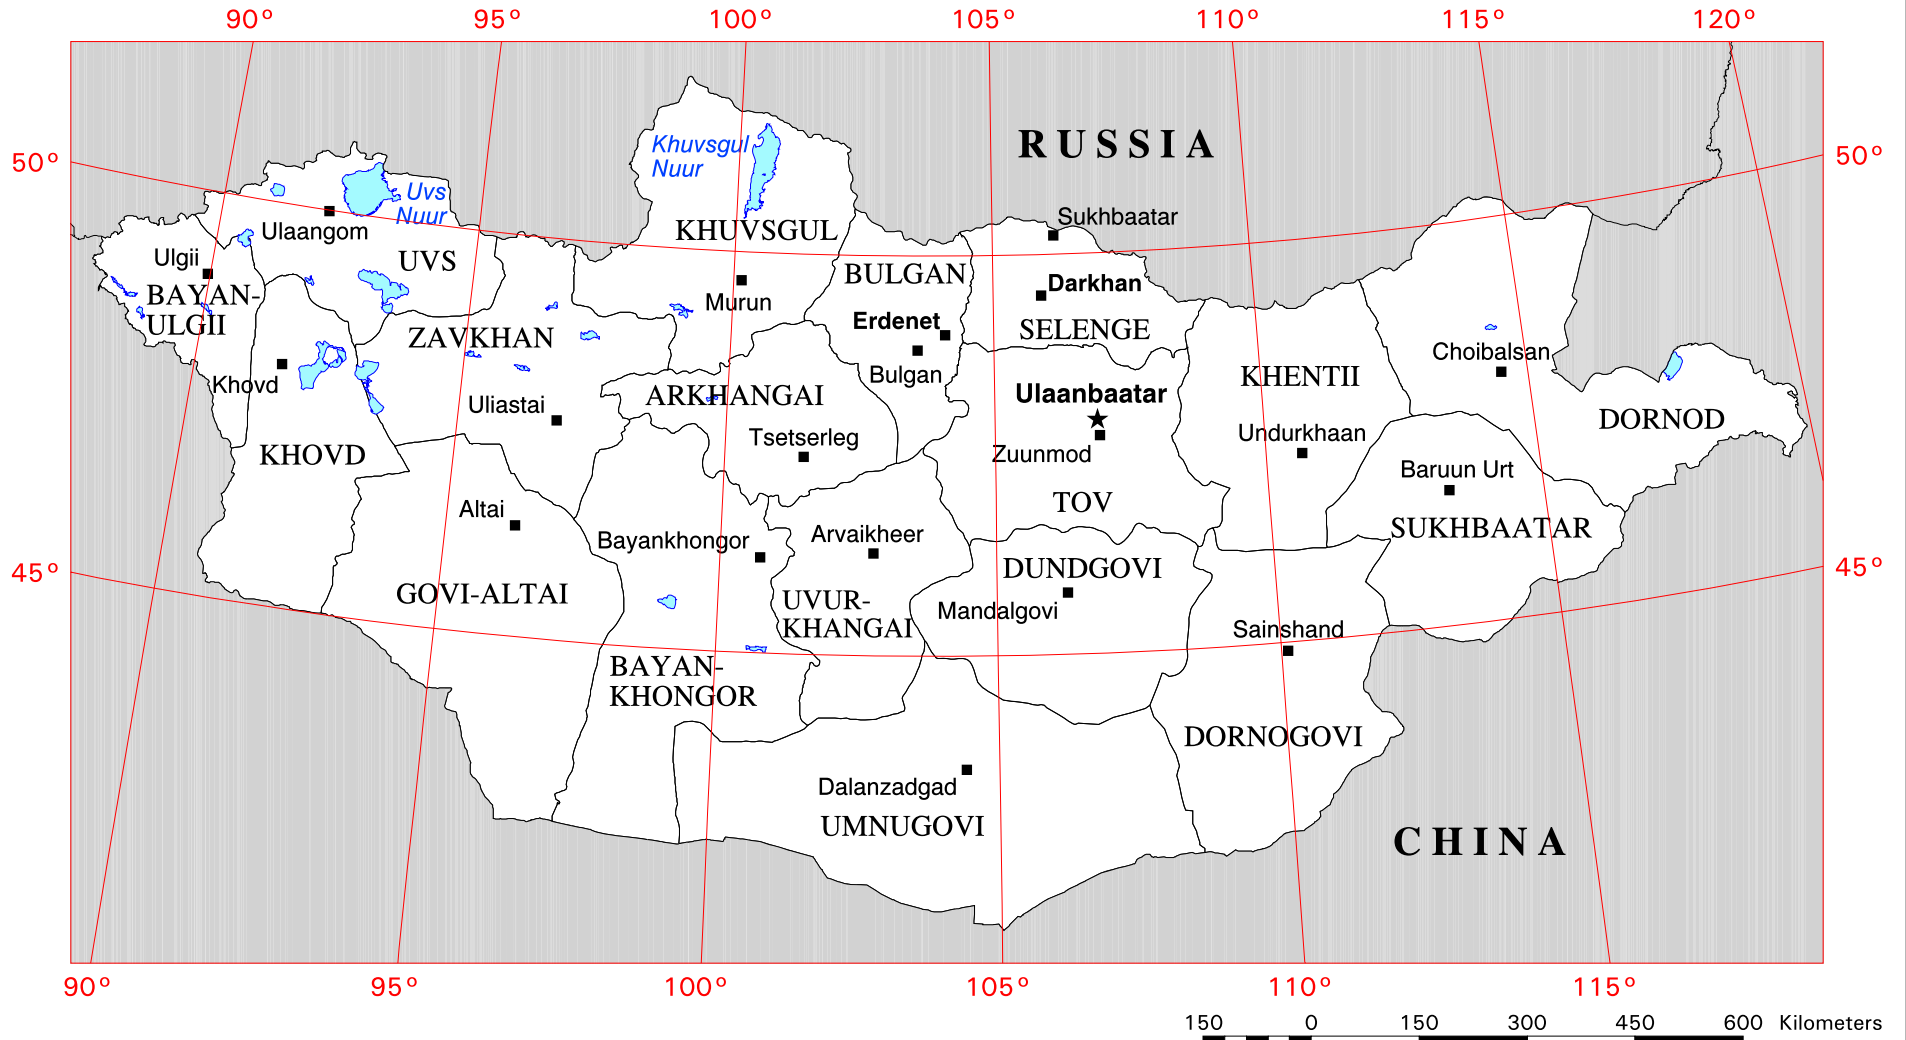 90°
95°
100°
105°
110°
115°
120°
RUSSIA
50°
50°
Khuvsgul
Nuur
Uvs
Nuur
Sukhbaatar
KHUVSGUL
Ulaangom
UVS
Ulgii
BAYAN-
ULGII
BULGAN
Darkhan
Murun
Erdenet
SELENGE
ZAVKHAN
Choibalsan
Bulgan
KHENTII
Khovd
ARKHANGAI
Ulaanbaatar
Uliastai
DORNOD
Tsetserleg
Undurkhaan
KHOVD
Zuunmod
Baruun Urt
TOV
Altai
SUKHBAATAR
Arvaikheer
Bayankhongor
DUNDGOVI
45°
45°
GOVI-ALTAI
UVUR-
KHANGAI
Mandalgovi
Sainshand
BAYAN-
KHONGOR
DORNOGOVI
Dalanzadgad
UMNUGOVI
CHINA
90°
95°
100°
105°
110°
115°
150 0 150 300 450 600 Kilometers